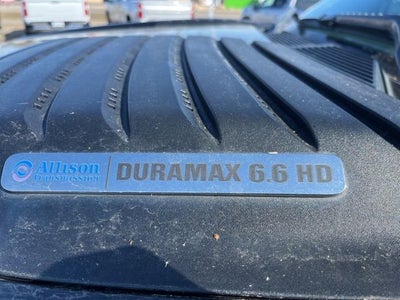 Allison DURAMAX 6.6 HD
Transmission